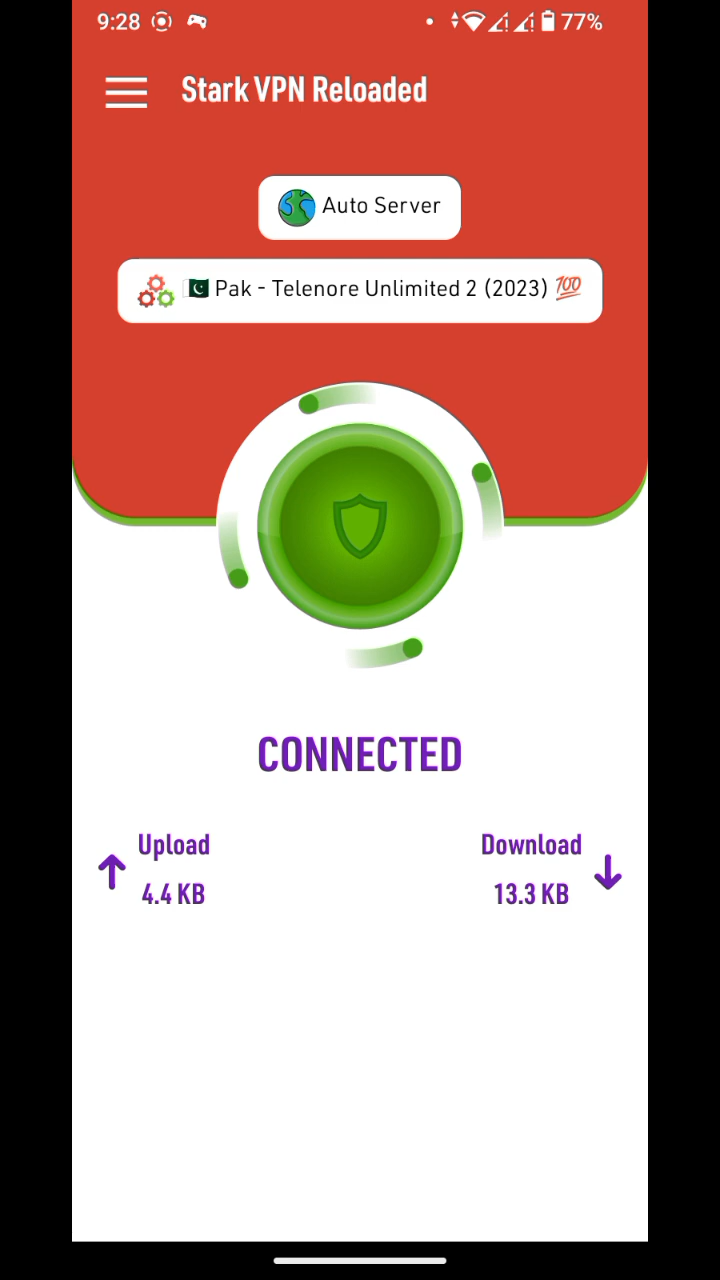 9:28 77%
Stark VPN Reloaded
Auto Server
🇵🇰 Pak - Telenore Unlimited 2 (2023) 💯
CONNECTED
Upload Download
4.4 KB 13.3 KB